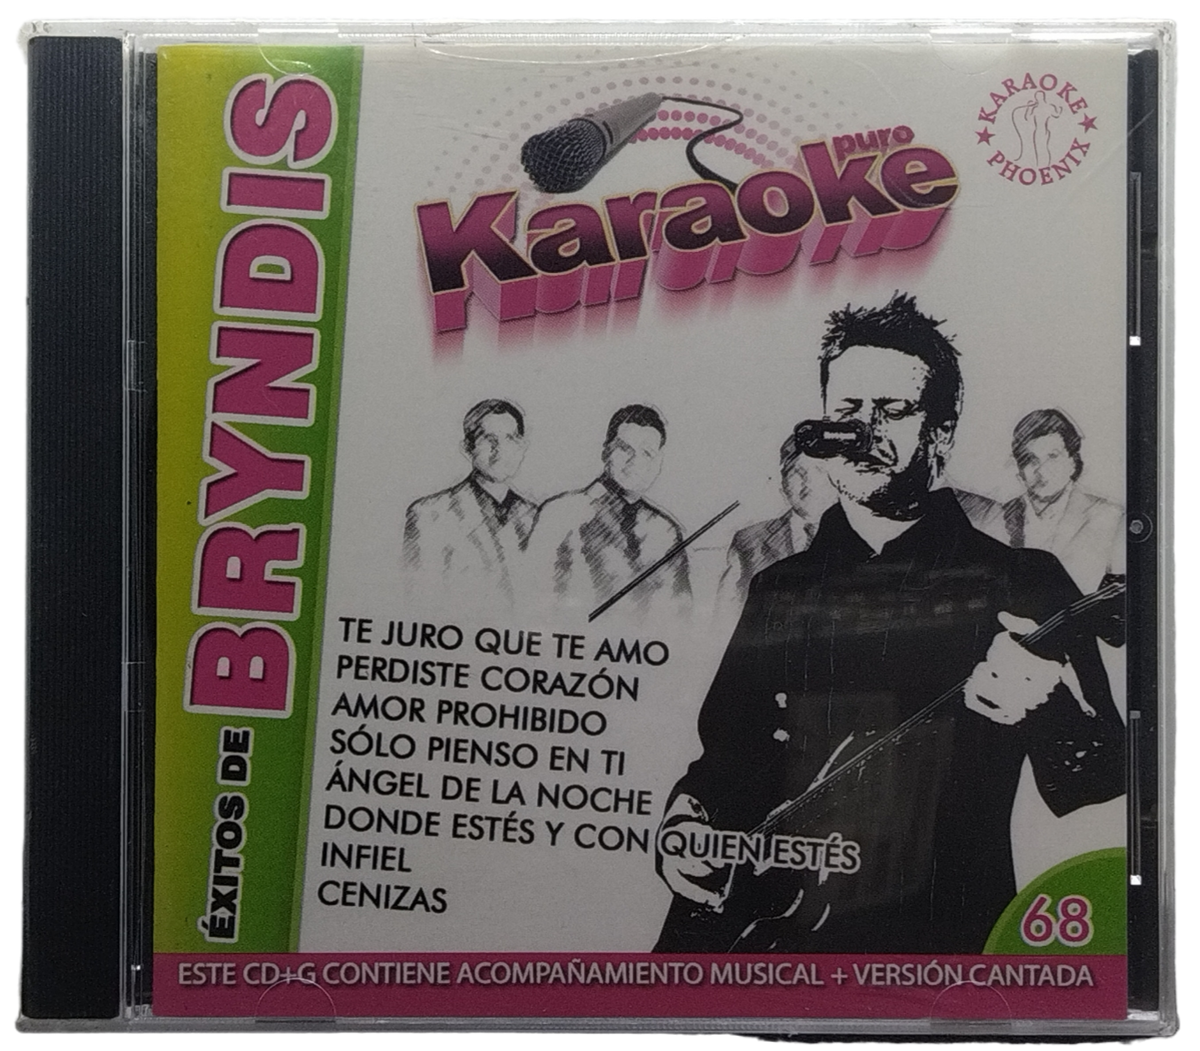 ÉXITOS DE BRYNDIS
puro
Karaoke
★ KARAOKE ★
PHOENIX
TE JURO QUE TE AMO
PERDISTE CORAZÓN
AMOR PROHIBIDO
SÓLO PIENSO EN TI
ÁNGEL DE LA NOCHE
DONDE ESTÉS Y CON QUIEN ESTÉS
INFIEL
CENIZAS
68
ESTE CD+G CONTIENE ACOMPAÑAMIENTO MUSICAL + VERSIÓN CANTADA